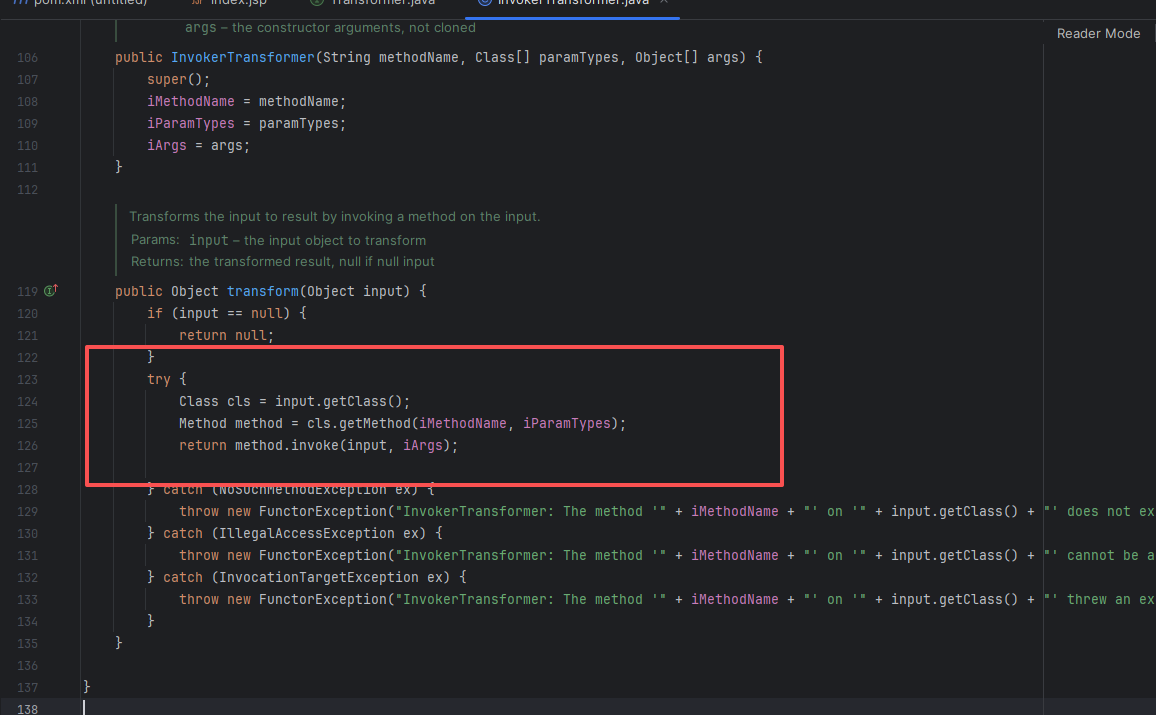 pom.xml (untitled) index.jsp Transformer.java InvokerTransformer.java
args – the constructor arguments, not cloned
Reader Mode
106 public InvokerTransformer(String methodName, Class[] paramTypes, Object[] args) {
107 super();
108 iMethodName = methodName;
109 iParamTypes = paramTypes;
110 iArgs = args;
111 }
112
Transforms the input to result by invoking a method on the input.
Params: input – the input object to transform
Returns: the transformed result, null if null input
119 public Object transform(Object input) {
120 if (input == null) {
121 return null;
122 }
123 try {
124 Class cls = input.getClass();
125 Method method = cls.getMethod(iMethodName, iParamTypes);
126 return method.invoke(input, iArgs);
127
128 } catch (NoSuchMethodException ex) {
129 throw new FunctorException("InvokerTransformer: The method '" + iMethodName + "' on '" + input.getClass() + "' does not ex
130 } catch (IllegalAccessException ex) {
131 throw new FunctorException("InvokerTransformer: The method '" + iMethodName + "' on '" + input.getClass() + "' cannot be a
132 } catch (InvocationTargetException ex) {
133 throw new FunctorException("InvokerTransformer: The method '" + iMethodName + "' on '" + input.getClass() + "' threw an ex
134 }
135 }
136
137 }
138